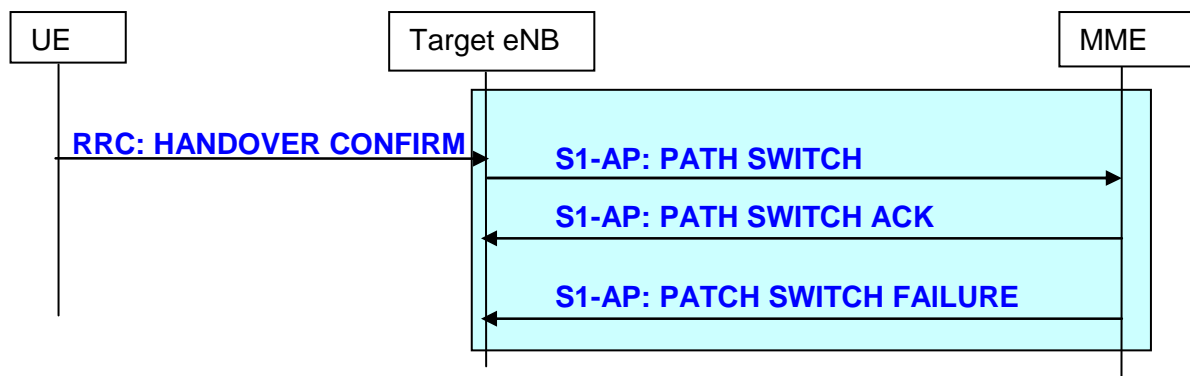 UE
Target eNB
MME
RRC: HANDOVER CONFIRM
S1-AP: PATH SWITCH
S1-AP: PATH SWITCH ACK
S1-AP: PATCH SWITCH FAILURE